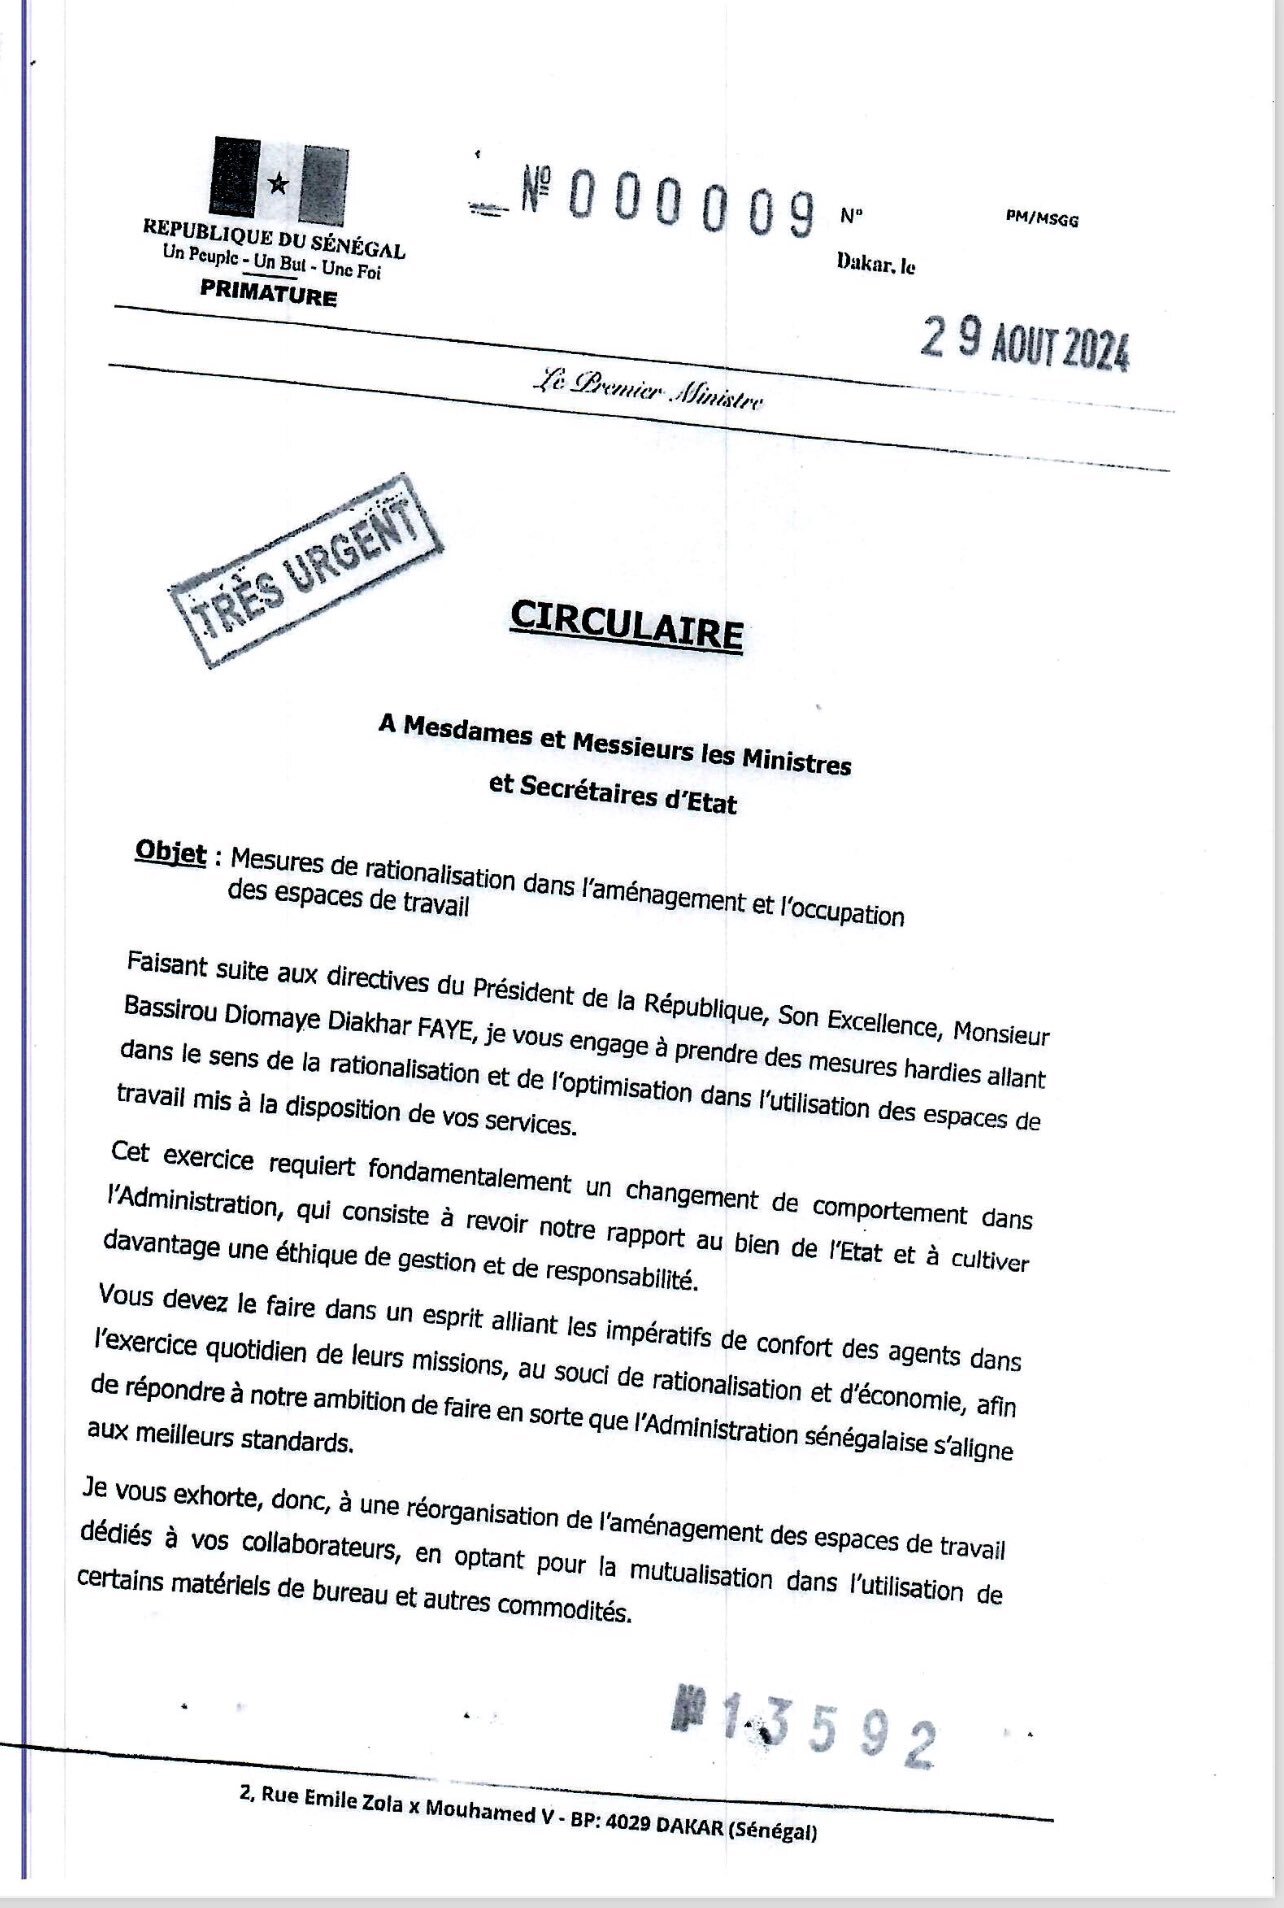 N° 000009 N° PM/MSGG
REPUBLIQUE DU SÉNÉGAL
Un Peuple - Un But - Une Foi
PRIMATURE
Dakar, le
29 AOUT 2024
Le Premier Ministre
TRÈS URGENT
CIRCULAIRE
A Mesdames et Messieurs les Ministres
et Secrétaires d'Etat
Objet : Mesures de rationalisation dans l'aménagement et l'occupation
des espaces de travail
Faisant suite aux directives du Président de la République, Son Excellence, Monsieur
Bassirou Diomaye Diakhar FAYE, je vous engage à prendre des mesures hardies allant
dans le sens de la rationalisation et de l'optimisation dans l'utilisation des espaces de
travail mis à la disposition de vos services.
Cet exercice requiert fondamentalement un changement de comportement dans
l'Administration, qui consiste à revoir notre rapport au bien de l'Etat et à cultiver
davantage une éthique de gestion et de responsabilité.
Vous devez le faire dans un esprit alliant les impératifs de confort des agents dans
l'exercice quotidien de leurs missions, au souci de rationalisation et d'économie, afin
de répondre à notre ambition de faire en sorte que l'Administration sénégalaise s'aligne
aux meilleurs standards.
Je vous exhorte, donc, à une réorganisation de l'aménagement des espaces de travail
dédiés à vos collaborateurs, en optant pour la mutualisation dans l'utilisation de
certains matériels de bureau et autres commodités.
N° 13592
2, Rue Emile Zola x Mouhamed V - BP: 4029 DAKAR (Sénégal)